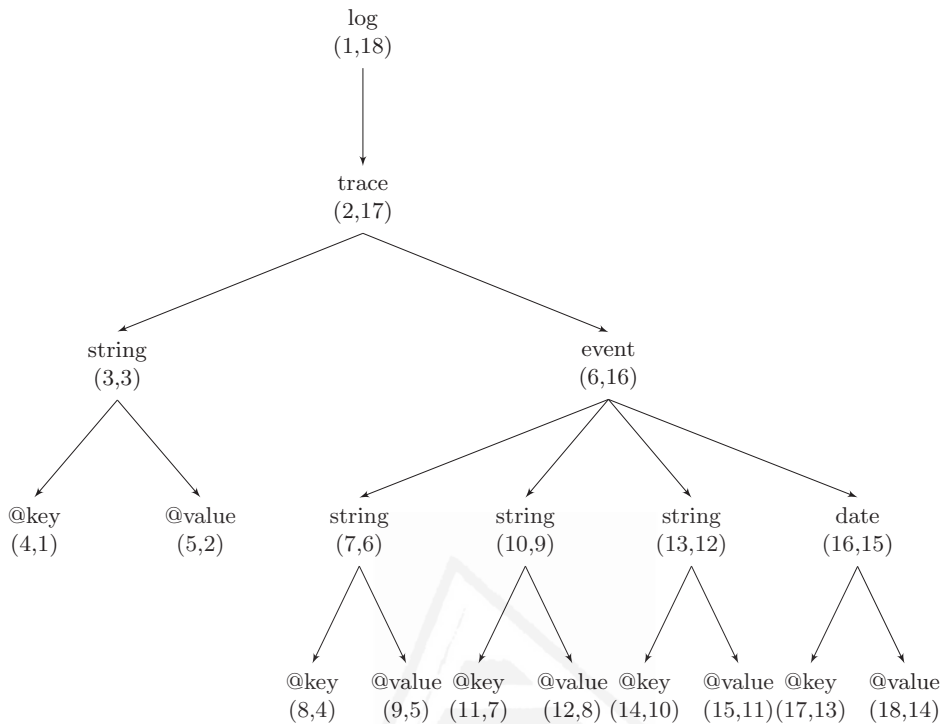 log
(1,18)
trace
(2,17)
string
(3,3)
event
(6,16)
@key
(4,1)
@value
(5,2)
string
(7,6)
string
(10,9)
string
(13,12)
date
(16,15)
@key
(8,4)
@value
(9,5)
@key
(11,7)
@value
(12,8)
@key
(14,10)
@value
(15,11)
@key
(17,13)
@value
(18,14)